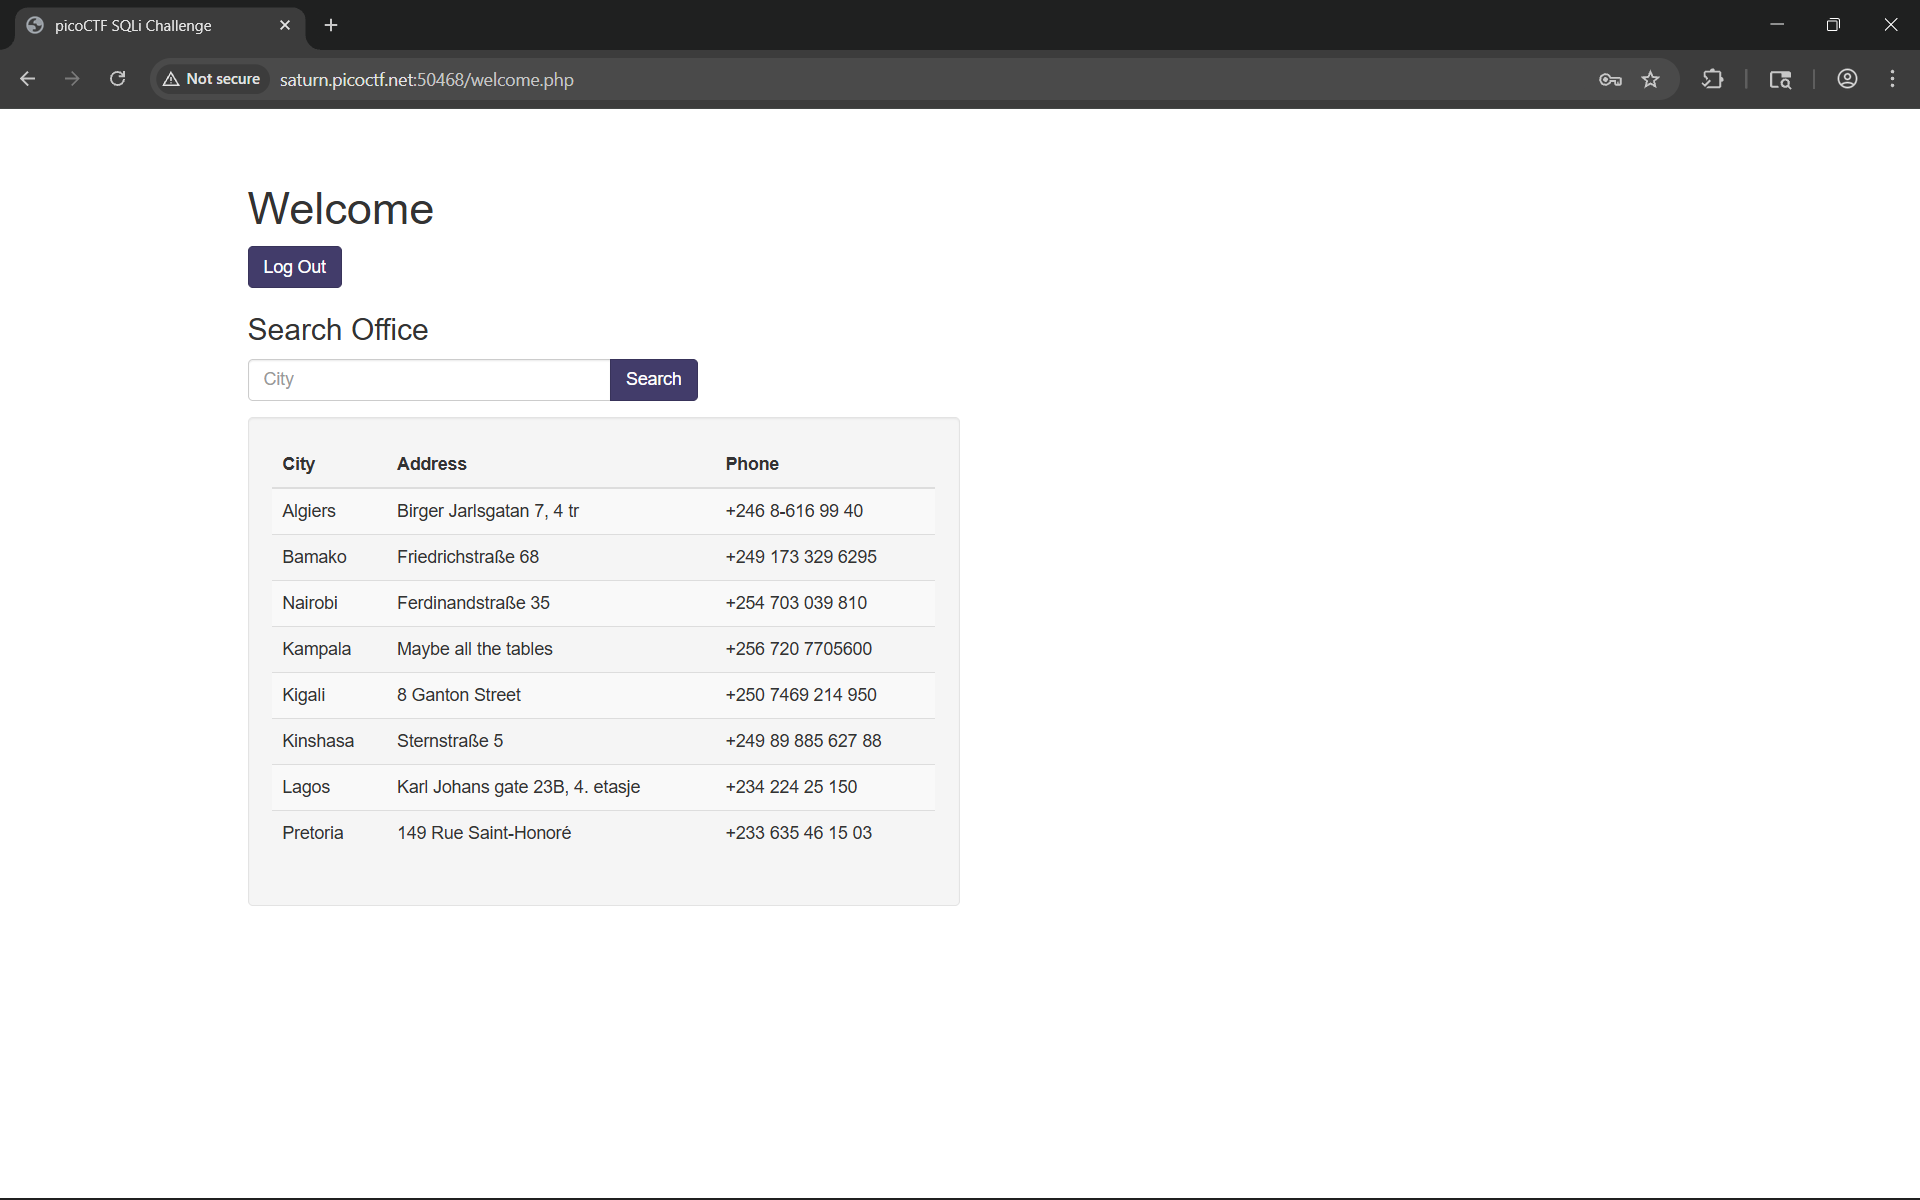 picoCTF SQLi Challenge
Not secure saturn.picoctf.net:50468/welcome.php
Welcome
Log Out
Search Office
City Search
City Address Phone
Algiers Birger Jarlsgatan 7, 4 tr +246 8-616 99 40
Bamako Friedrichstraße 68 +249 173 329 6295
Nairobi Ferdinandstraße 35 +254 703 039 810
Kampala Maybe all the tables +256 720 7705600
Kigali 8 Ganton Street +250 7469 214 950
Kinshasa Sternstraße 5 +249 89 885 627 88
Lagos Karl Johans gate 23B, 4. etasje +234 224 25 150
Pretoria 149 Rue Saint-Honoré +233 635 46 15 03